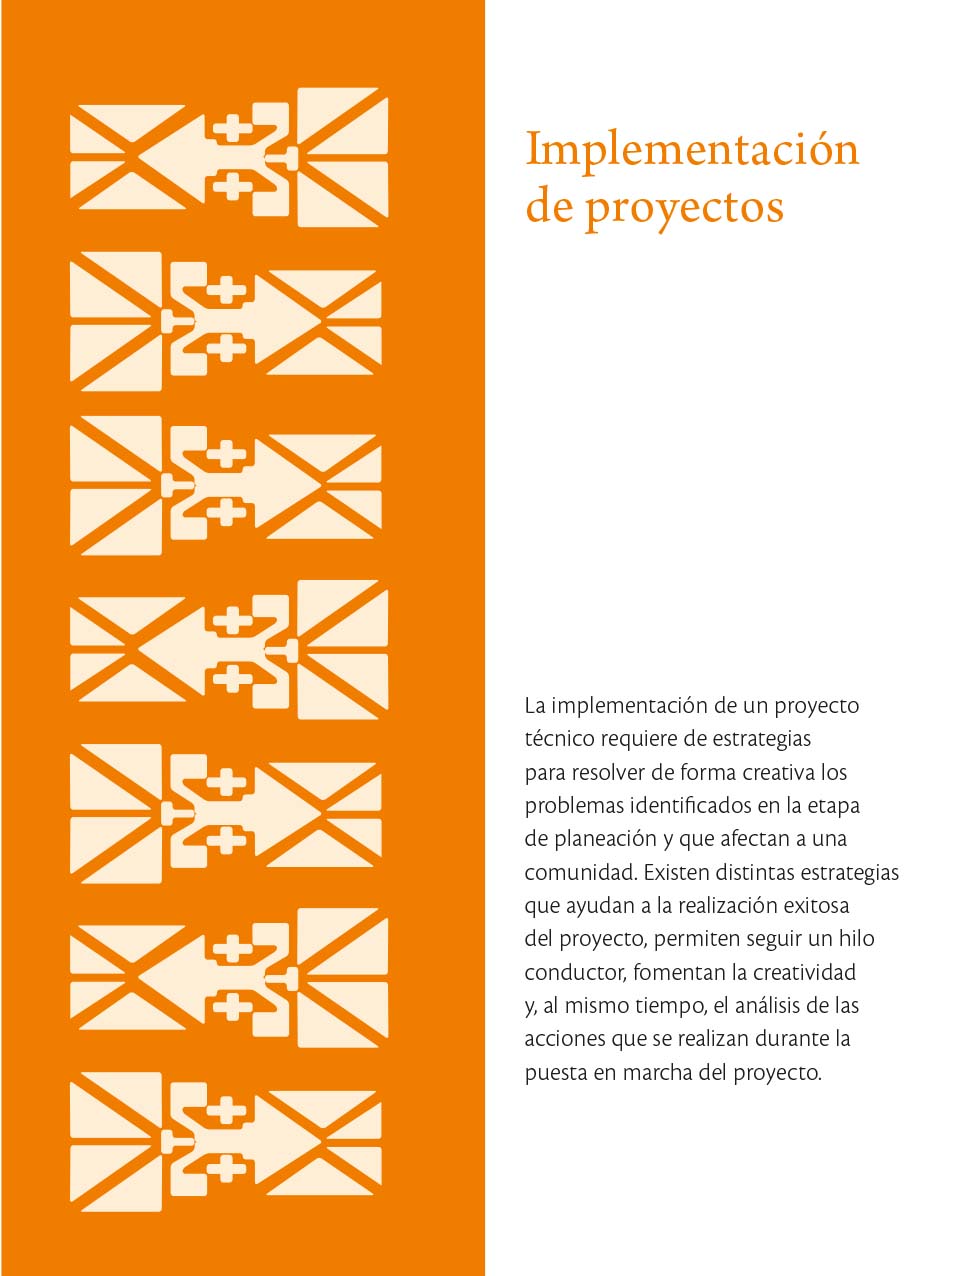 Implementación
de proyectos
La implementación de un proyecto
técnico requiere de estrategias
para resolver de forma creativa los
problemas identificados en la etapa
de planeación y que afectan a una
comunidad. Existen distintas estrategias
que ayudan a la realización exitosa
del proyecto, permiten seguir un hilo
conductor, fomentan la creatividad
y, al mismo tiempo, el análisis de las
acciones que se realizan durante la
puesta en marcha del proyecto.